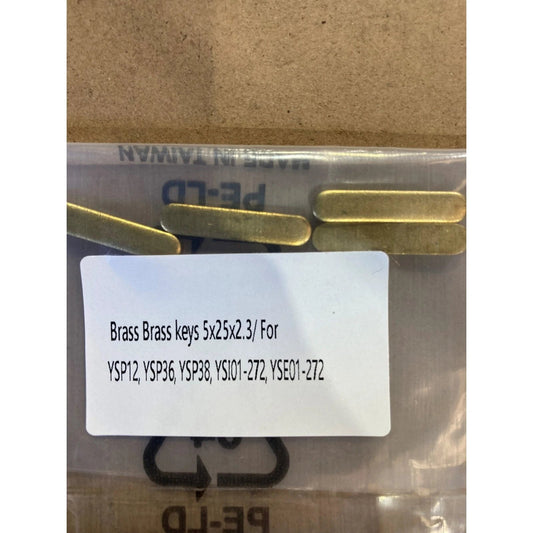 MADE IN TAIWAN
PE-LD
Brass Brass keys 5x25x2.3/ For
YSP12, YSP36, YSP38, YSI01-272, YSE01-272
PE-LD